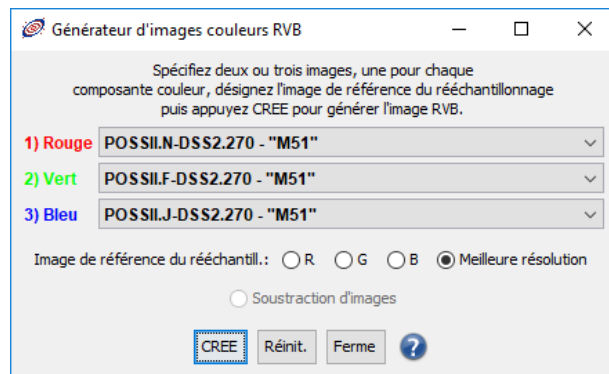 Générateur d'images couleurs RVB
Spécifiez deux ou trois images, une pour chaque
composante couleur, désignez l'image de référence du rééchantillonnage
puis appuyez CREE pour générer l'image RVB.
1) Rouge POSSII.N-DSS2.270 - "M51"
2) Vert POSSII.F-DSS2.270 - "M51"
3) Bleu POSSII.J-DSS2.270 - "M51"
Image de référence du rééchantill.: R G B Meilleure résolution
Soustraction d'images
CREE Réinit. Ferme ?